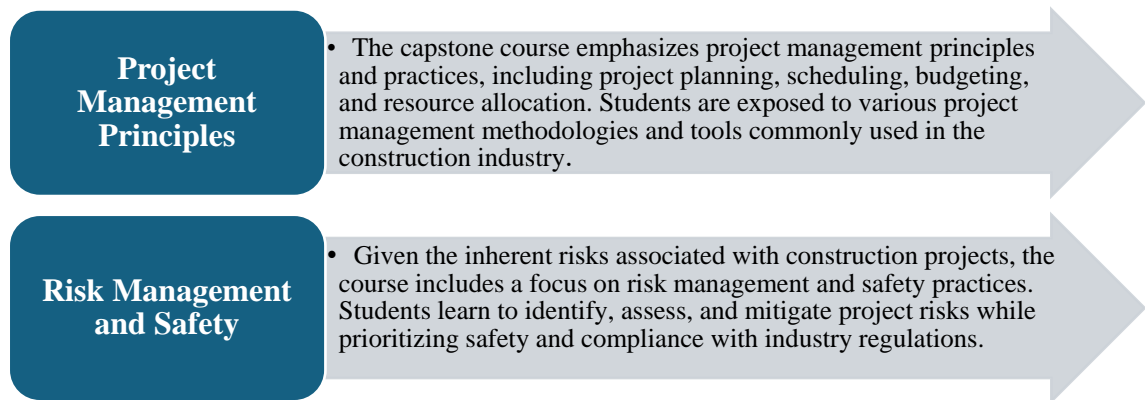 Project
Management
Principles
• The capstone course emphasizes project management principles
and practices, including project planning, scheduling, budgeting,
and resource allocation. Students are exposed to various project
management methodologies and tools commonly used in the
construction industry.
Risk Management
and Safety
• Given the inherent risks associated with construction projects, the
course includes a focus on risk management and safety practices.
Students learn to identify, assess, and mitigate project risks while
prioritizing safety and compliance with industry regulations.